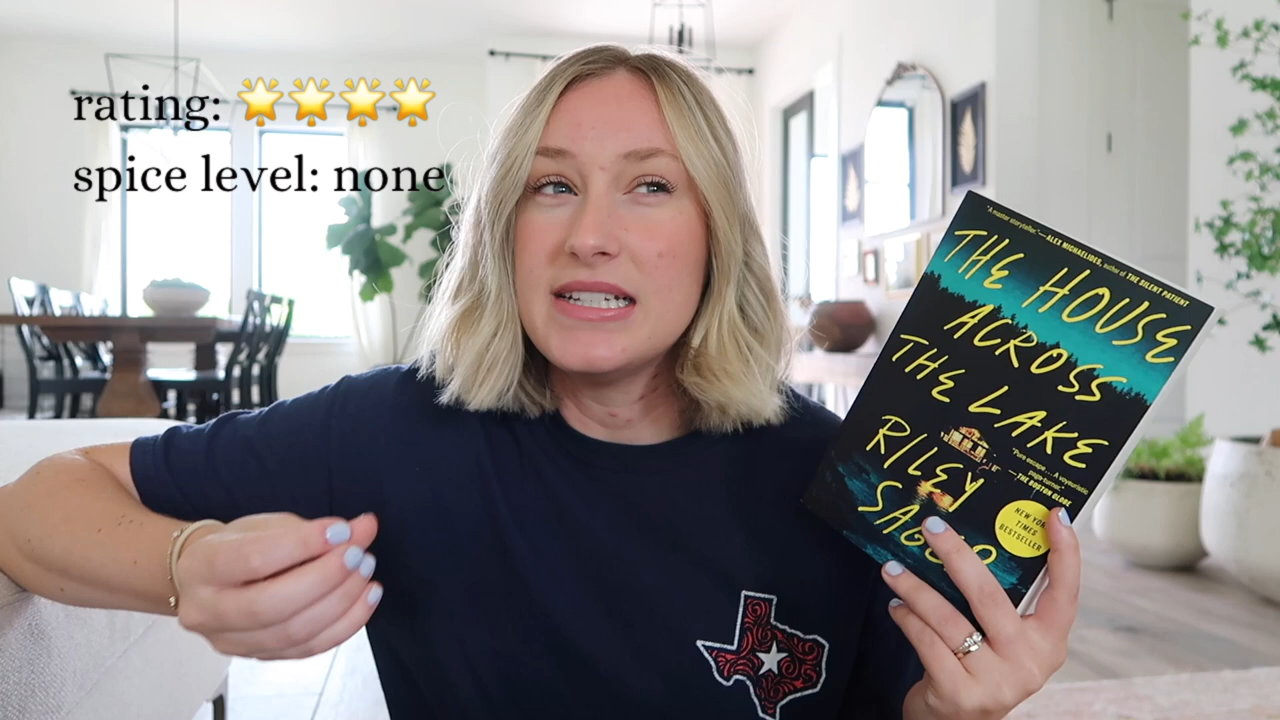 rating: 🌟🌟🌟🌟
spice level: none
"A master storyteller."—ALEX MICHAELIDES, author of THE SILENT PATIENT
THE HOUSE
ACROSS
THE LAKE
"Pure escape... A voyeuristic
page-turner."
—THE BOSTON GLOBE
RILEY
SAGER
NEW YORK
TIMES
BESTSELLER